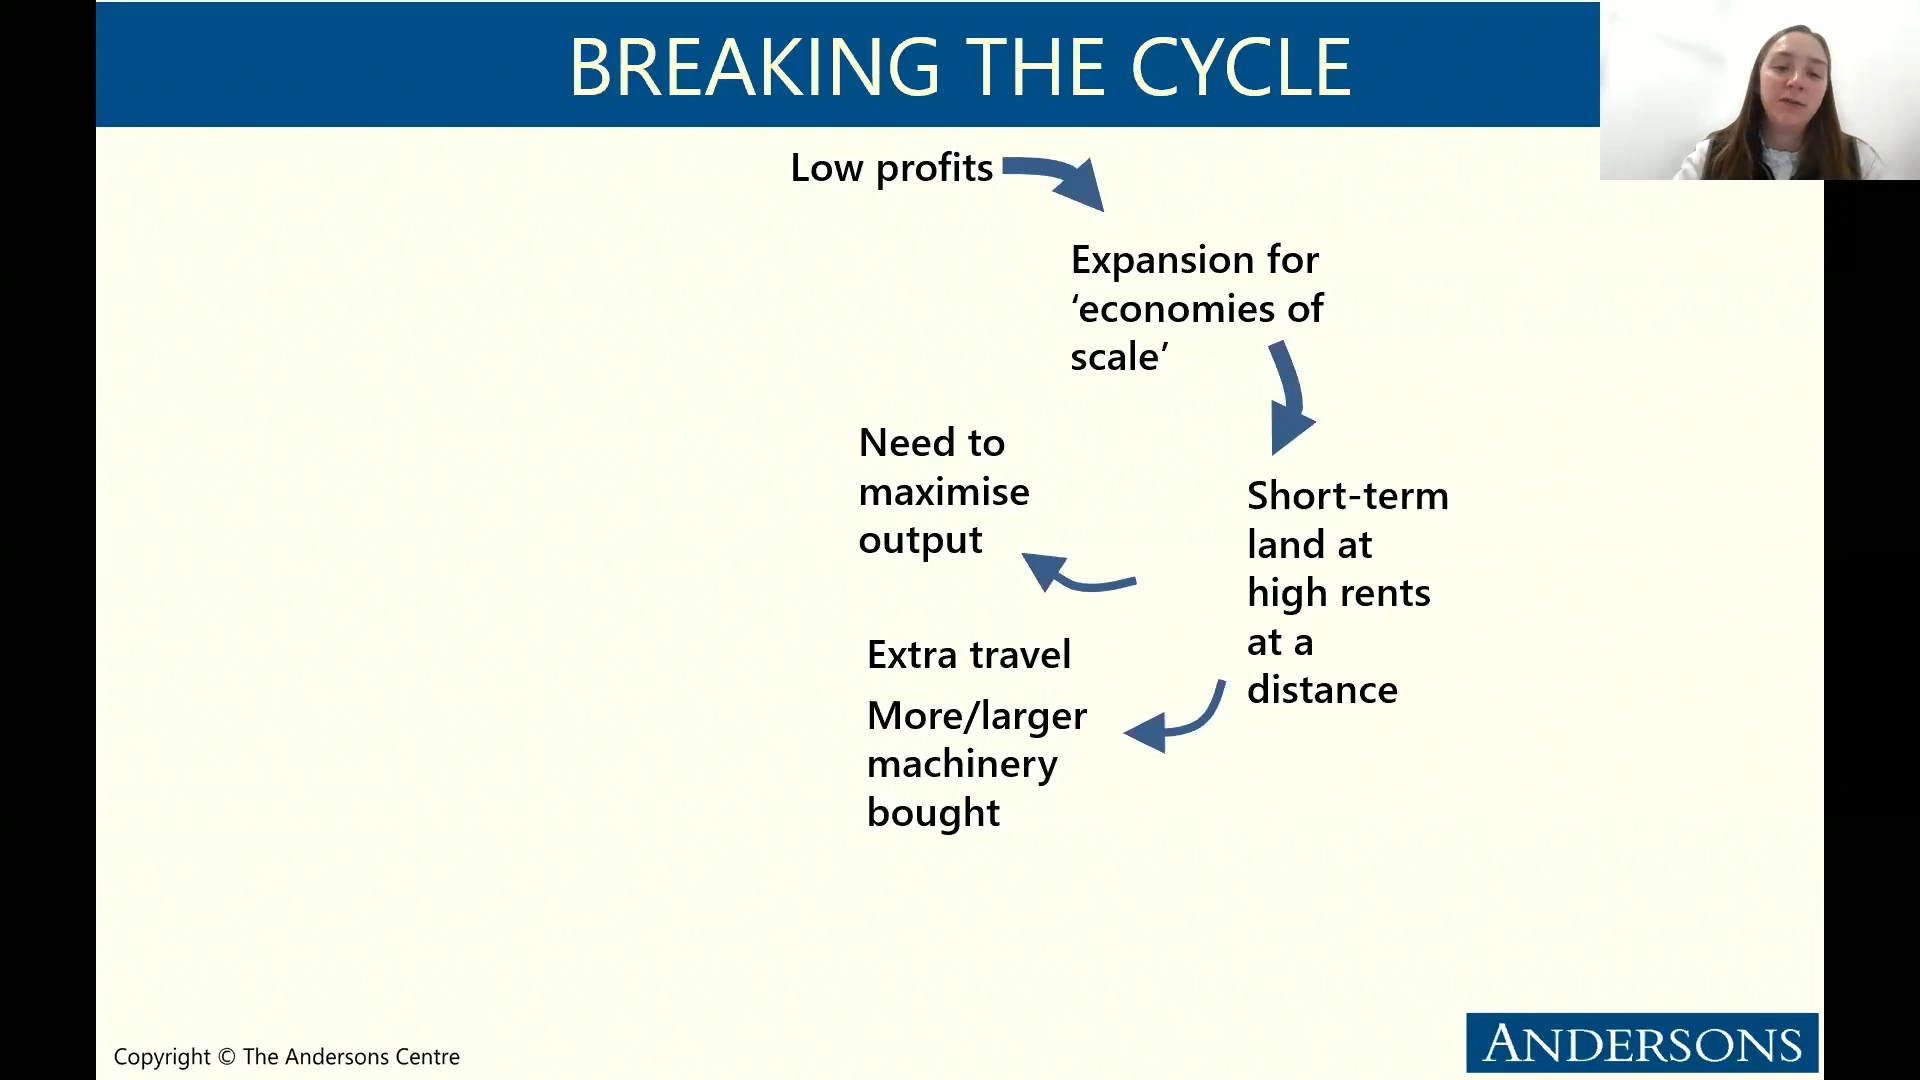 BREAKING THE CYCLE
Low profits
Expansion for
‘economies of
scale’
Need to
maximise
output
Short-term
land at
high rents
at a
distance
Extra travel
More/larger
machinery
bought
Copyright © The Andersons Centre
ANDERSONS